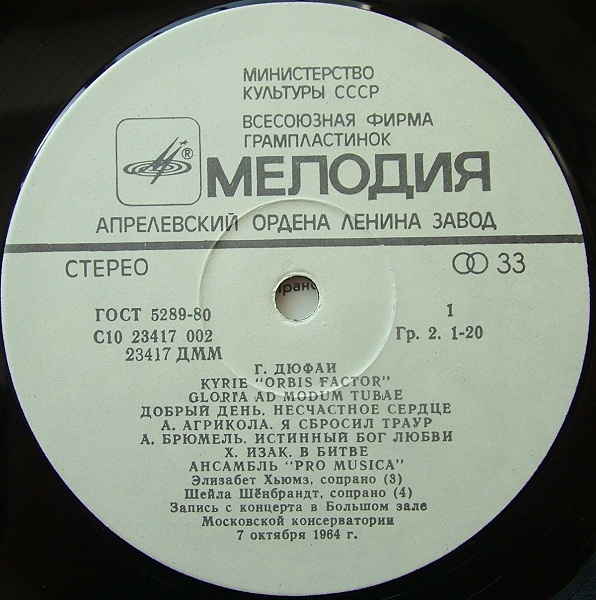 МИНИСТЕРСТВО
КУЛЬТУРЫ СССР
ВСЕСОЮЗНАЯ ФИРМА
ГРАМПЛАСТИНОК
®
МЕЛОДИЯ
АПРЕЛЕВСКИЙ ОРДЕНА ЛЕНИНА ЗАВОД
СТЕРЕО
33
ГОСТ 5289-80
1
С10 23417 002
Гр. 2. 1-20
23417 ДММ
Г. ДЮФАИ
KYRIE "ORBIS FACTOR"
GLORIA AD MODUM TUBAE
ДОБРЫЙ ДЕНЬ. НЕСЧАСТНОЕ СЕРДЦЕ
А. АГРИКОЛА. Я СБРОСИЛ ТРАУР
А. БРЮМЕЛЬ. ИСТИННЫЙ БОГ ЛЮБВИ
Х. ИЗАК. В БИТВЕ
АНСАМБЛЬ "PRO MUSICA"
Элизабет Хьюмз, сопрано (3)
Шейла Шёнбрандт, сопрано (4)
Запись с концерта в Большом зале
Московской консерватории
7 октября 1964 г.